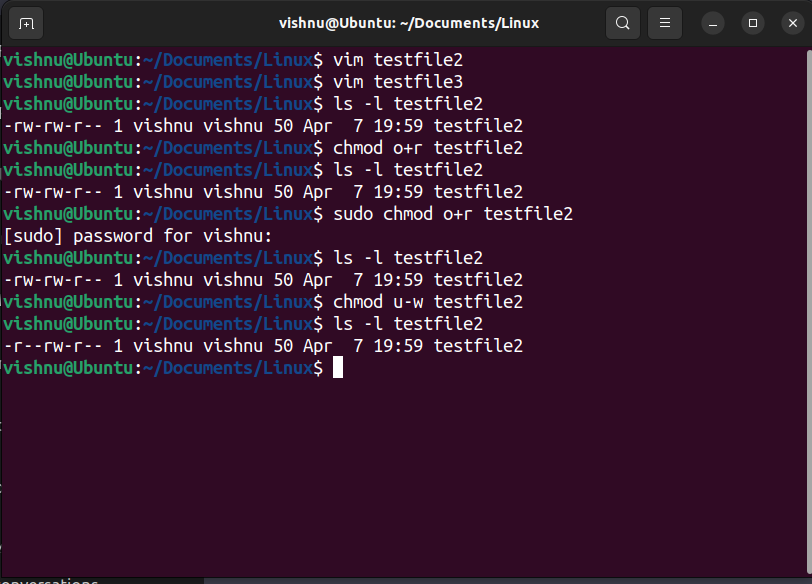 vishnu@Ubuntu: ~/Documents/Linux
vishnu@Ubuntu:~/Documents/Linux$ vim testfile2
vishnu@Ubuntu:~/Documents/Linux$ vim testfile3
vishnu@Ubuntu:~/Documents/Linux$ ls -l testfile2
-rw-rw-r-- 1 vishnu vishnu 50 Apr  7 19:59 testfile2
vishnu@Ubuntu:~/Documents/Linux$ chmod o+r testfile2
vishnu@Ubuntu:~/Documents/Linux$ ls -l testfile2
-rw-rw-r-- 1 vishnu vishnu 50 Apr  7 19:59 testfile2
vishnu@Ubuntu:~/Documents/Linux$ sudo chmod o+r testfile2
[sudo] password for vishnu:
vishnu@Ubuntu:~/Documents/Linux$ ls -l testfile2
-rw-rw-r-- 1 vishnu vishnu 50 Apr  7 19:59 testfile2
vishnu@Ubuntu:~/Documents/Linux$ chmod u-w testfile2
vishnu@Ubuntu:~/Documents/Linux$ ls -l testfile2
-r--rw-r-- 1 vishnu vishnu 50 Apr  7 19:59 testfile2
vishnu@Ubuntu:~/Documents/Linux$